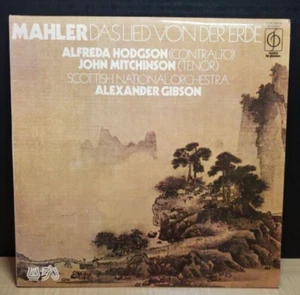 MAHLER DAS LIED VON DER ERDE
ALFREDA HODGSON (CONTRALTO)
JOHN MITCHINSON (TENOR)
SCOTTISH NATIONAL ORCHESTRA
ALEXANDER GIBSON